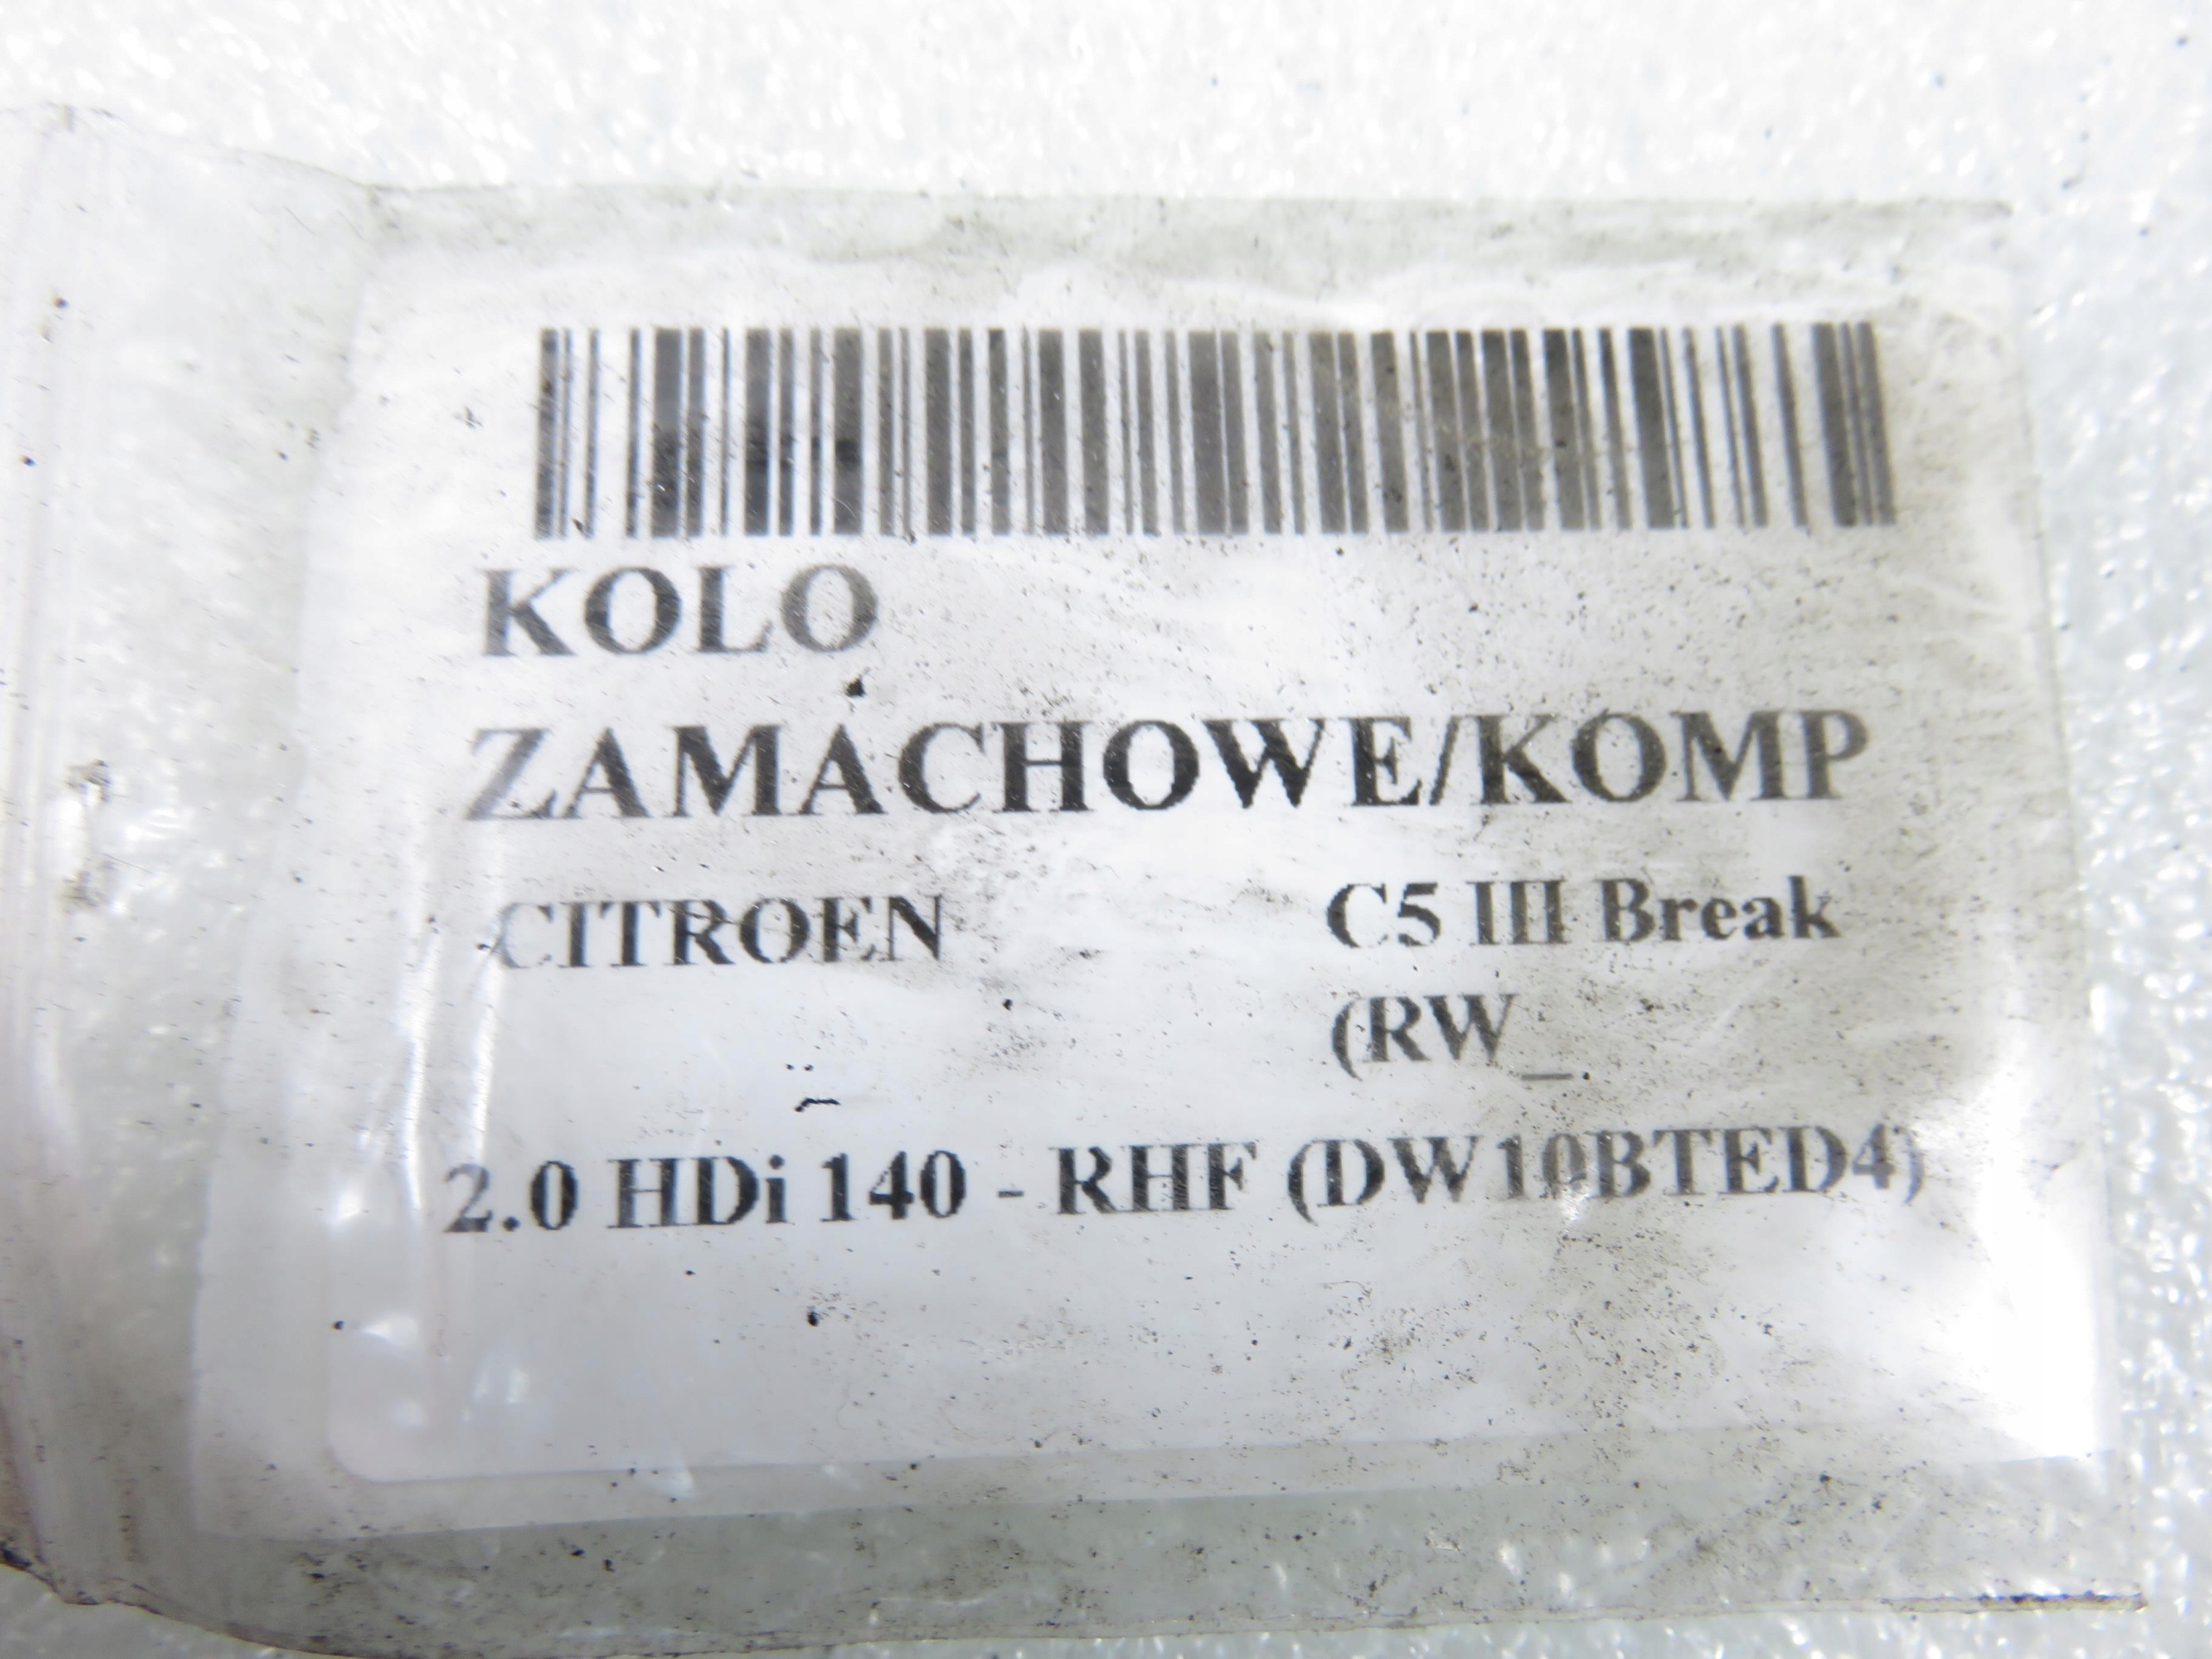 KOLO
ZAMACHOWE/KOMP
CITROEN C5 III Break
(RW_
2.0 HDi 140 - RHF (DW10BTED4)